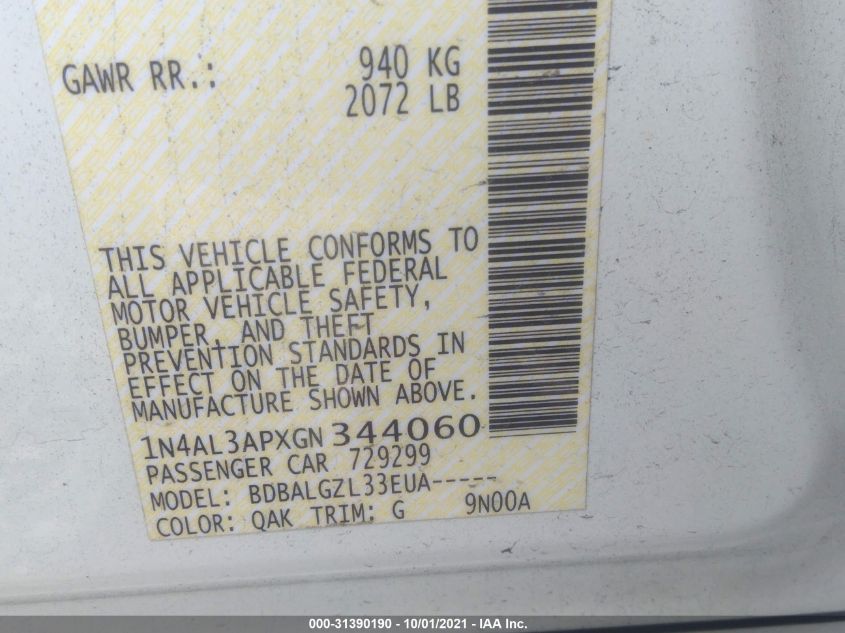 GAWR RR.: 940 KG
2072 LB
THIS VEHICLE CONFORMS TO
ALL APPLICABLE FEDERAL
MOTOR VEHICLE SAFETY,
BUMPER, AND THEFT
PREVENTION STANDARDS IN
EFFECT ON THE DATE OF
MANUFACTURE SHOWN ABOVE.
1N4AL3APXGN344060
PASSENGER CAR 729299
MODEL: BDBALGZL33EUA-----
COLOR: QAK TRIM: G 9N00A
000-31390190 - 10/01/2021 - IAA Inc.